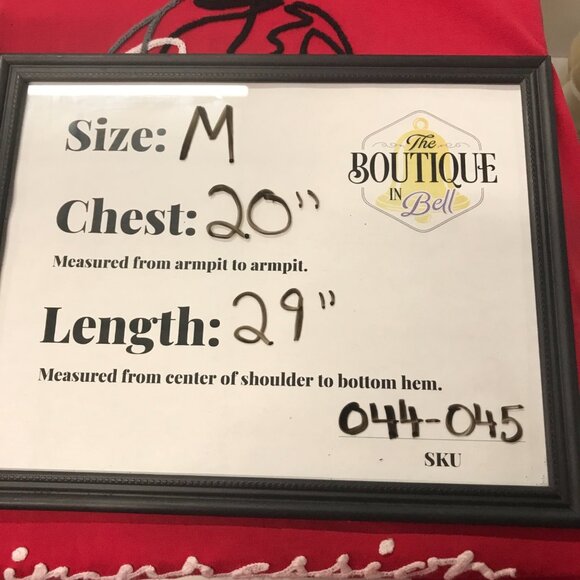 Size: M
The
BOUTIQUE
IN
Bell
Chest: 20"
Measured from armpit to armpit.
Length: 29"
Measured from center of shoulder to bottom hem.
044-045
SKU
impression